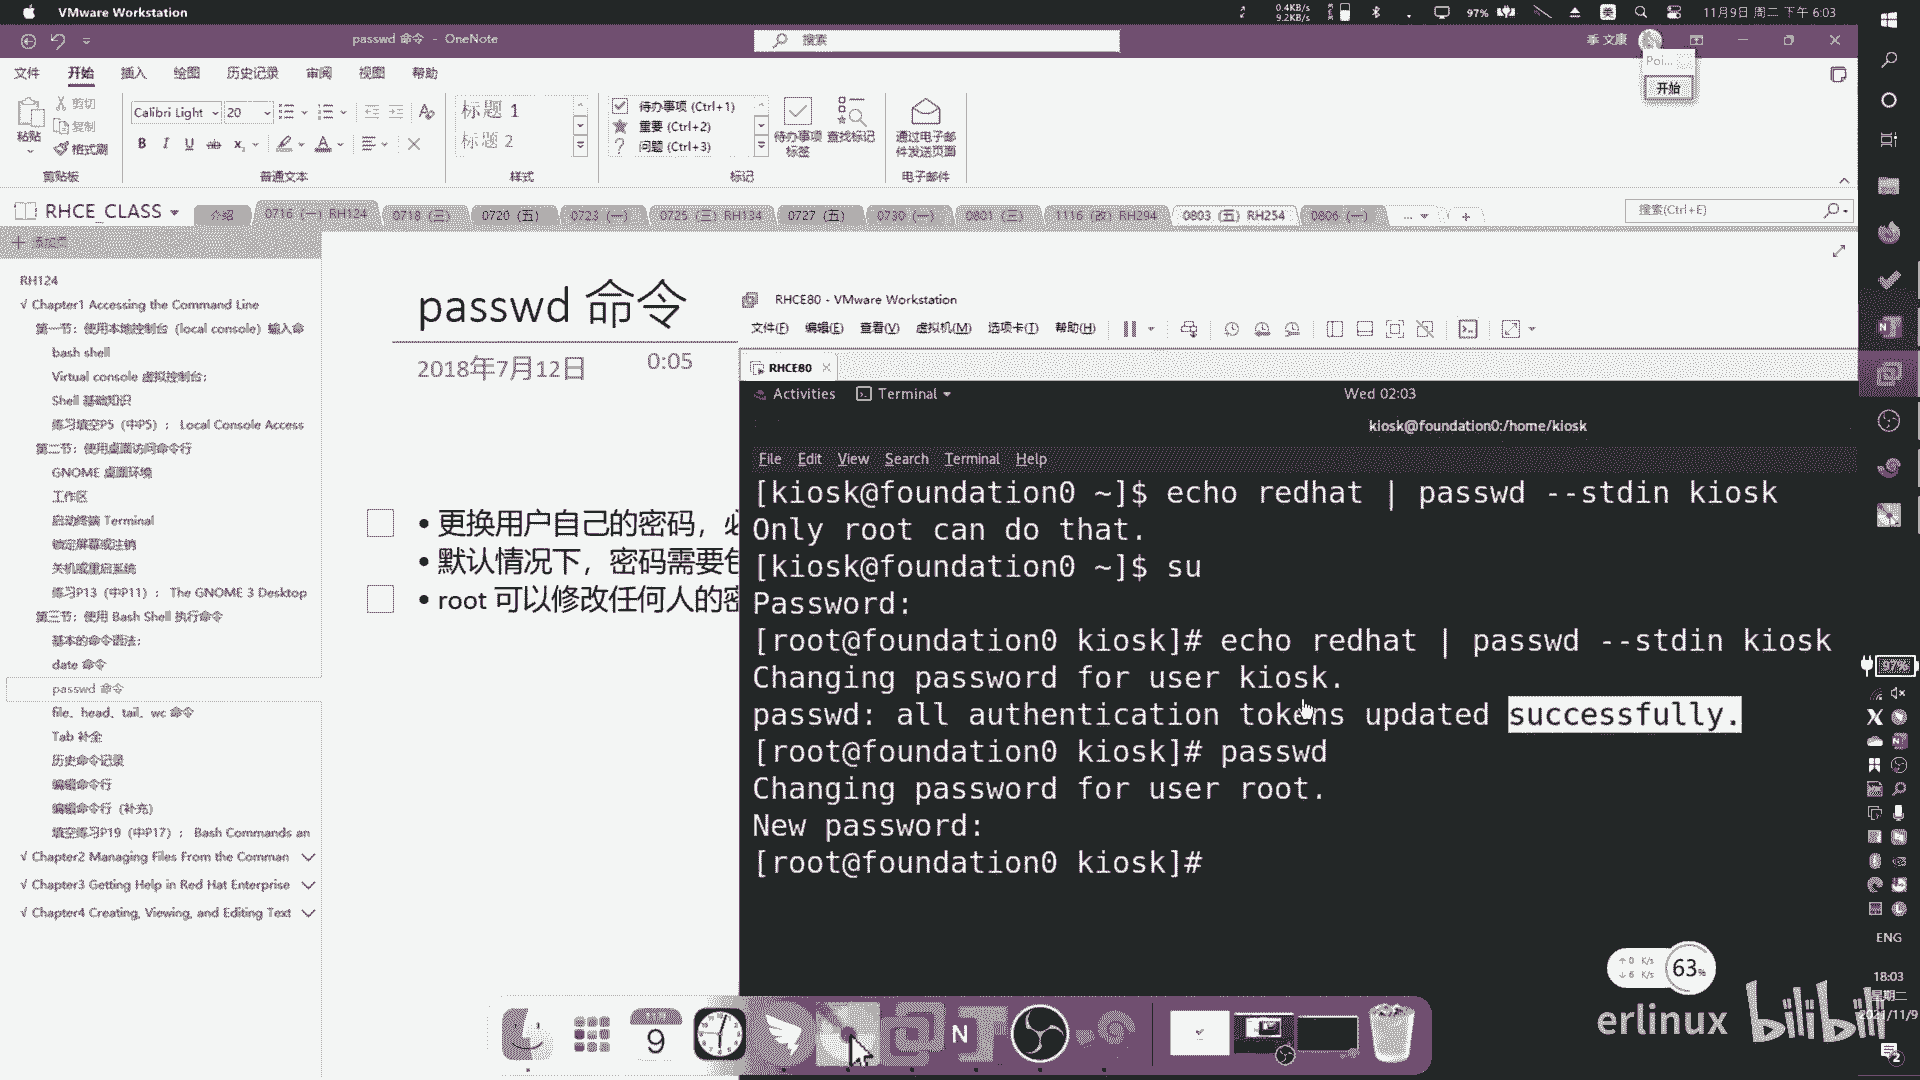 VMware Workstation
0.4KB/s
9.2KB/s
97%
美
11月9日 周二 下午 6:03
passwd 命令 - OneNote
搜索
季 文康
文件 开始 插入 绘图 历史记录 审阅 视图 帮助
Poi...
开始
粘贴
剪切
复制
格式刷
剪贴板
Calibri Light 20
B I U ab x
普通文本
标题 1
标题 2
样式
待办事项 (Ctrl+1)
重要 (Ctrl+2)
问题 (Ctrl+3)
待办事项
标签
查找标记
标记
通过电子邮
件发送页面
电子邮件
RHCE_CLASS
介绍
0716 (一) RH124
0718 (三)
0720 (五)
0723 (一)
0725 (三) RH134
0727 (五)
0730 (一)
0801 (三)
1116 (改) RH294
0803 (五) RH254
0806 (一)
...
搜索(Ctrl+E)
添加页
RH124
√ Chapter1 Accessing the Command Line
第一节：使用本地控制台（local console）输入命
bash shell
Virtual console 虚拟控制台：
Shell 基础知识
练习填空P5（中P5）： Local Console Access
第二节：使用桌面访问命令行
GNOME 桌面环境
工作区
启动终端 Terminal
锁定屏幕或注销
关机或重启系统
练习P13（中P11）： The GNOME 3 Desktop
第三节：使用 Bash Shell 执行命令
基本的命令语法：
date 命令
passwd 命令
file、head、tail、wc 命令
Tab 补全
历史命令记录
编辑命令行
编辑命令行（补充）
填空练习P19（中P17）： Bash Commands an
√ Chapter2 Managing Files From the Comman
√ Chapter3 Getting Help in Red Hat Enterprise
√ Chapter4 Creating, Viewing, and Editing Text
passwd 命令
2018年7月12日 0:05
• 更换用户自己的密码，必
• 默认情况下，密码需要包
• root 可以修改任何人的密
RHCE80 - VMware Workstation
文件(F) 编辑(E) 查看(V) 虚拟机(M) 选项卡(T) 帮助(H)
RHCE80
Activities Terminal Wed 02:03
kiosk@foundation0:/home/kiosk
File Edit View Search Terminal Help
[kiosk@foundation0 ~]$ echo redhat | passwd --stdin kiosk
Only root can do that.
[kiosk@foundation0 ~]$ su
Password:
[root@foundation0 kiosk]# echo redhat | passwd --stdin kiosk
Changing password for user kiosk.
passwd: all authentication tokens updated successfully.
[root@foundation0 kiosk]# passwd
Changing password for user root.
New password:
[root@foundation0 kiosk]#
97%
ENG
18:03
星期二
2021/11/9
2
↑ 0 K/s
↓ 6 K/s
63%
erlinux bilibili
9
N